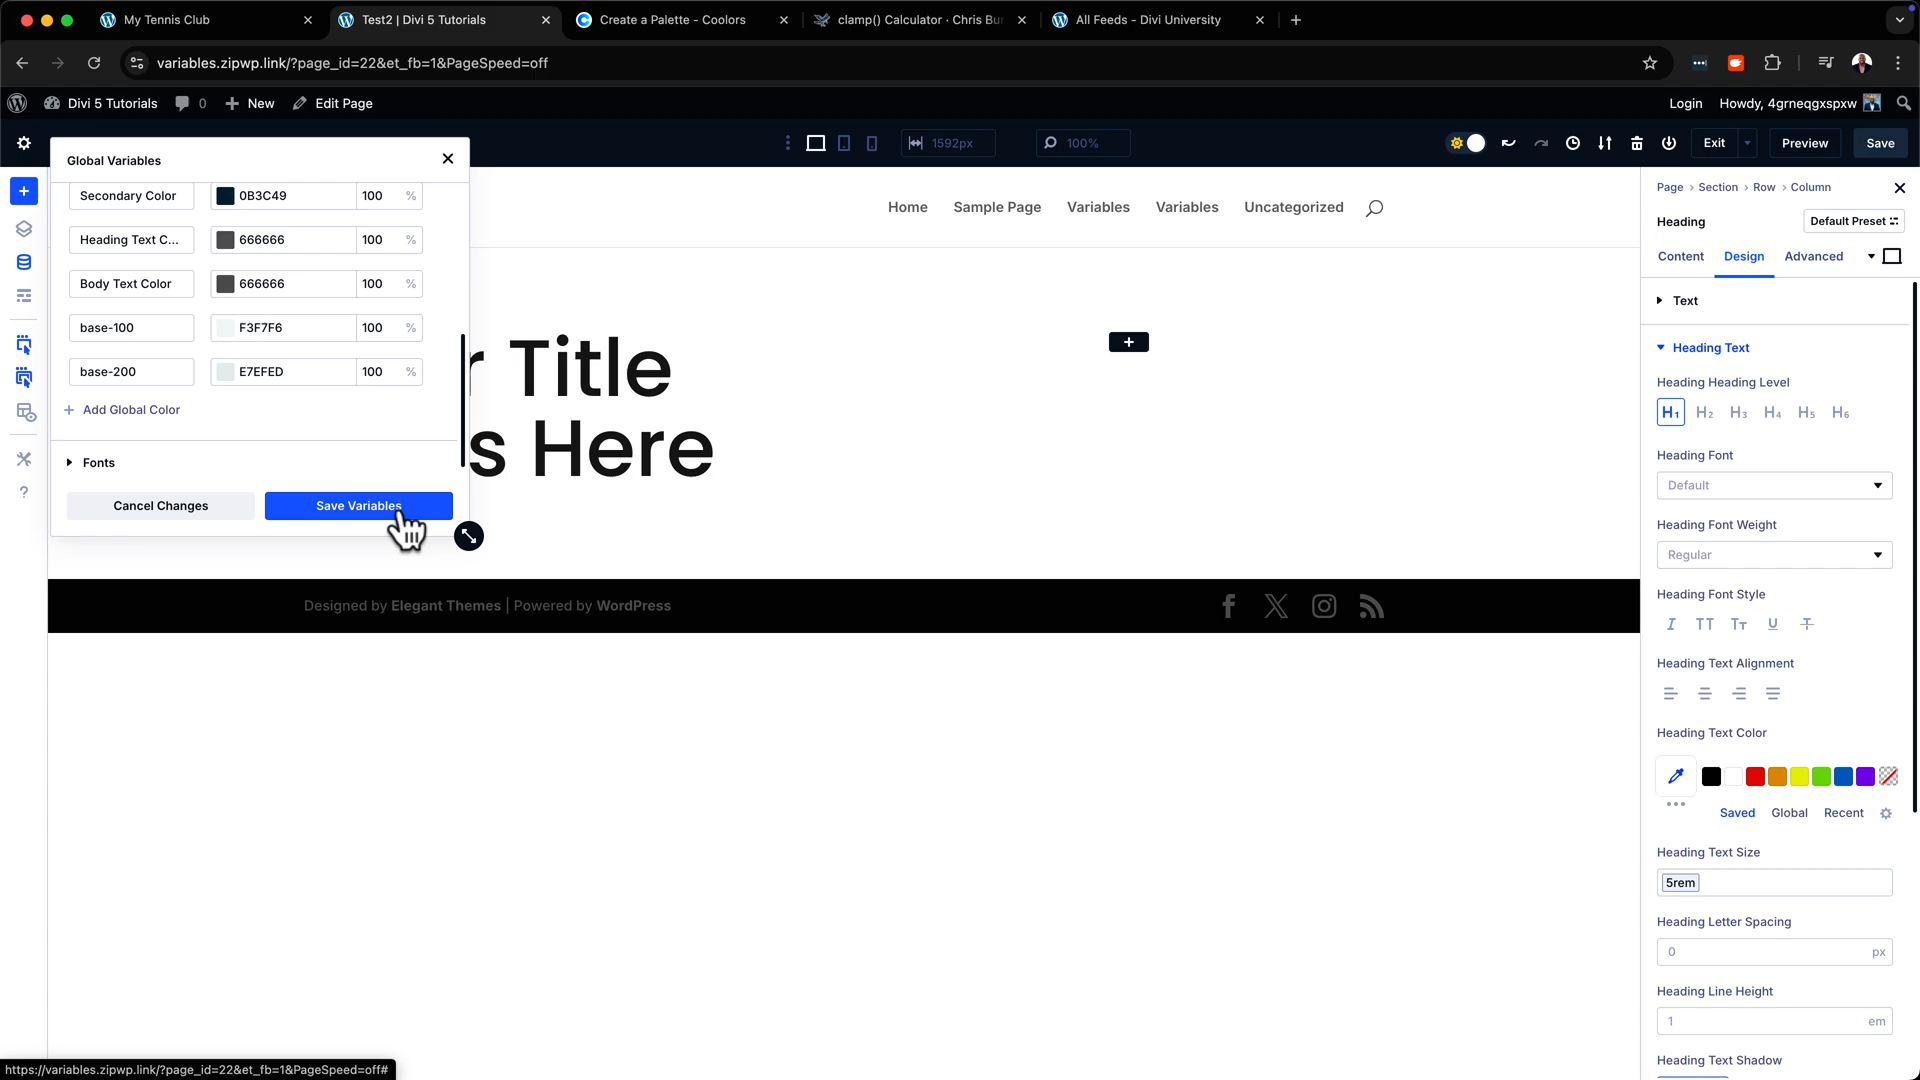 My Tennis Club
Test2 | Divi 5 Tutorials
Create a Palette - Coolors
clamp() Calculator · Chris Bur
All Feeds - Divi University
variables.zipwp.link/?page_id=22&et_fb=1&PageSpeed=off
Divi 5 Tutorials
0
New
Edit Page
Login
Howdy, 4grneqgxspxw
1592px
100%
Exit
Preview
Save
Global Variables
Secondary Color
0B3C49
100
%
Heading Text C...
666666
100
%
Body Text Color
666666
100
%
base-100
F3F7F6
100
%
base-200
E7EFED
100
%
Add Global Color
Fonts
Cancel Changes
Save Variables
Home
Sample Page
Variables
Variables
Uncategorized
r Title
s Here
Designed by Elegant Themes | Powered by WordPress
Page > Section > Row > Column
Heading
Default Preset
Content
Design
Advanced
Text
Heading Text
Heading Heading Level
H1
H2
H3
H4
H5
H6
Heading Font
Default
Heading Font Weight
Regular
Heading Font Style
I
TT
Tт
U
Heading Text Alignment
Heading Text Color
Saved
Global
Recent
Heading Text Size
5rem
Heading Letter Spacing
0
px
Heading Line Height
1
em
Heading Text Shadow
https://variables.zipwp.link/?page_id=22&et_fb=1&PageSpeed=off#